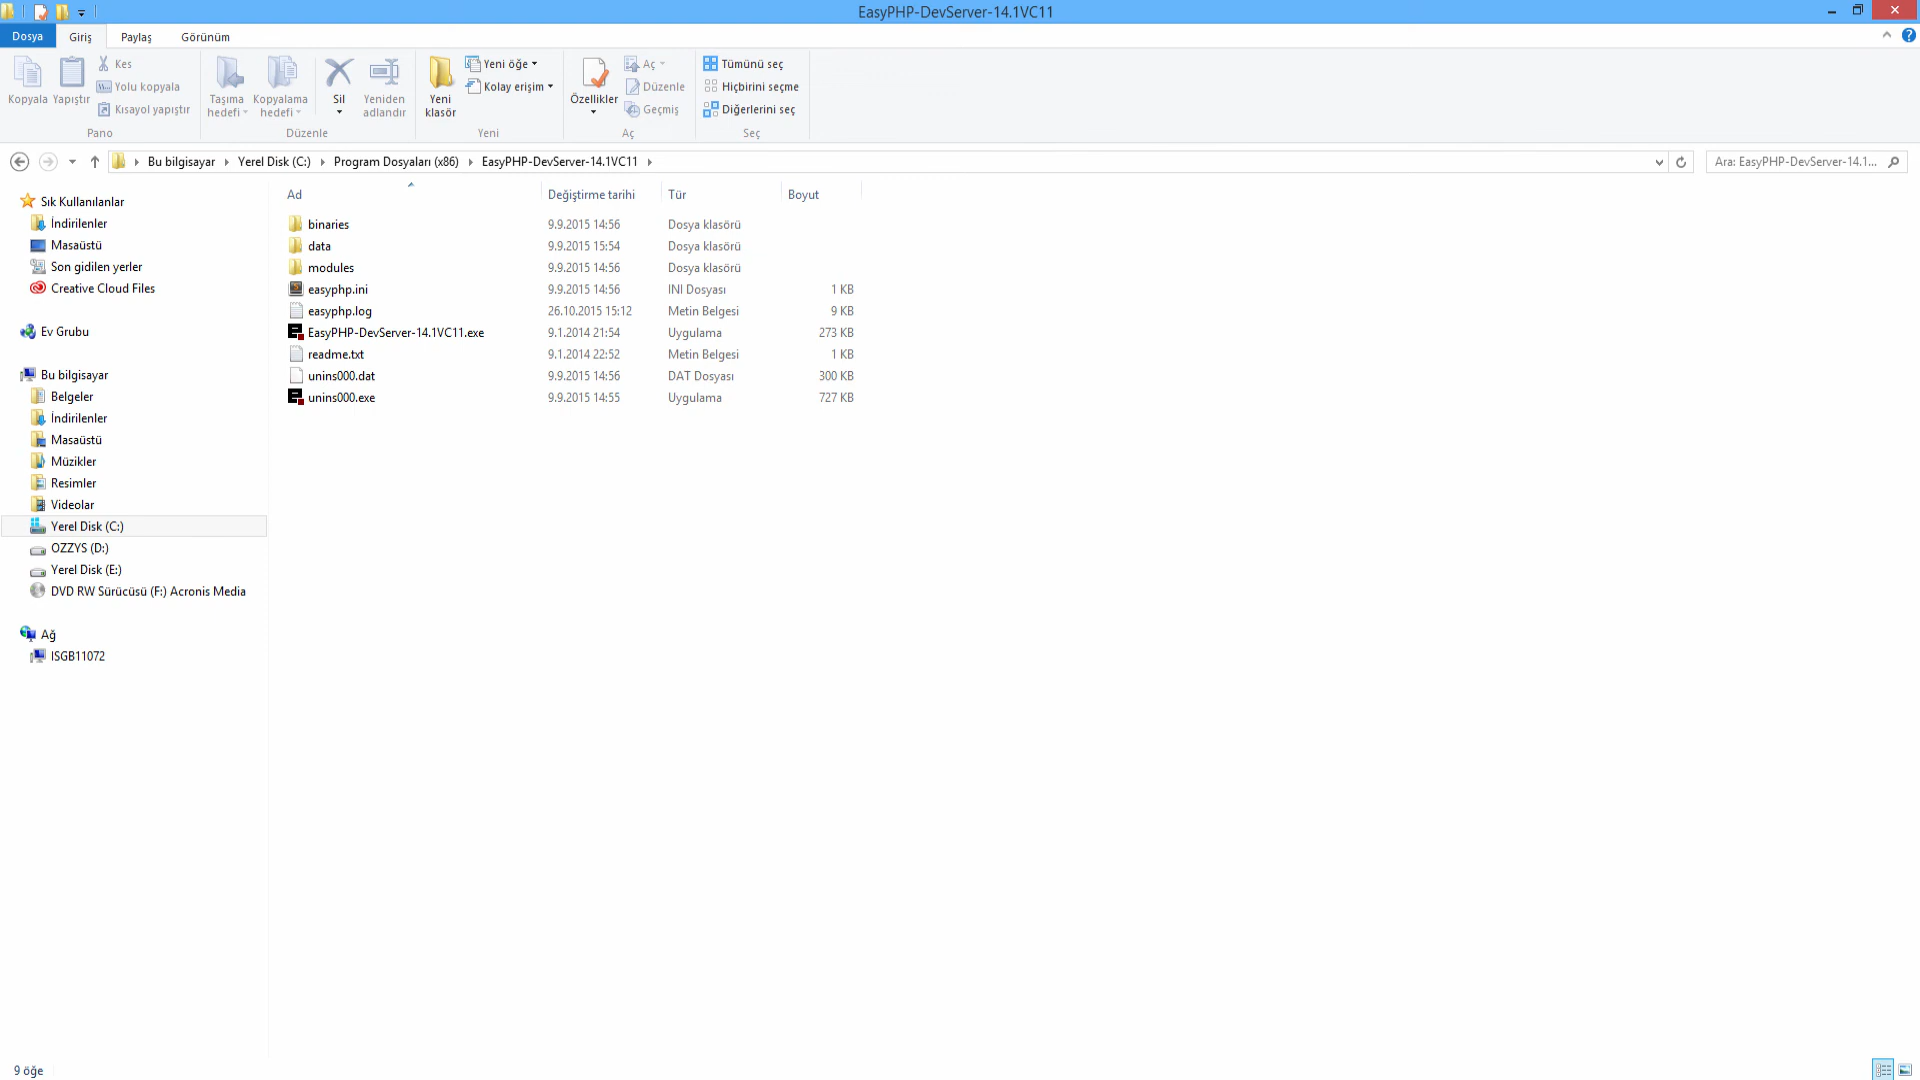 EasyPHP-DevServer-14.1VC11
Dosya Giriş Paylaş Görünüm
Kopyala
Yapıştır
Kes
Yolu kopyala
Kısayol yapıştır
Pano
Taşıma hedefi
Kopyalama hedefi
Sil
Yeniden adlandır
Düzenle
Yeni klasör
Yeni öğe
Kolay erişim
Yeni
Özellikler
Aç
Düzenle
Geçmiş
Aç
Tümünü seç
Hiçbirini seçme
Diğerlerini seç
Seç
Bu bilgisayar Yerel Disk (C:) Program Dosyaları (x86) EasyPHP-DevServer-14.1VC11
Ara: EasyPHP-DevServer-14.1...
Sık Kullanılanlar
İndirilenler
Masaüstü
Son gidilen yerler
Creative Cloud Files
Ev Grubu
Bu bilgisayar
Belgeler
İndirilenler
Masaüstü
Müzikler
Resimler
Videolar
Yerel Disk (C:)
OZZYS (D:)
Yerel Disk (E:)
DVD RW Sürücüsü (F:) Acronis Media
Ağ
ISGB11072
Ad Değiştirme tarihi Tür Boyut
binaries 9.9.2015 14:56 Dosya klasörü
data 9.9.2015 15:54 Dosya klasörü
modules 9.9.2015 14:56 Dosya klasörü
easyphp.ini 9.9.2015 14:56 INI Dosyası 1 KB
easyphp.log 26.10.2015 15:12 Metin Belgesi 9 KB
EasyPHP-DevServer-14.1VC11.exe 9.1.2014 21:54 Uygulama 273 KB
readme.txt 9.1.2014 22:52 Metin Belgesi 1 KB
unins000.dat 9.9.2015 14:56 DAT Dosyası 300 KB
unins000.exe 9.9.2015 14:55 Uygulama 727 KB
9 öğe